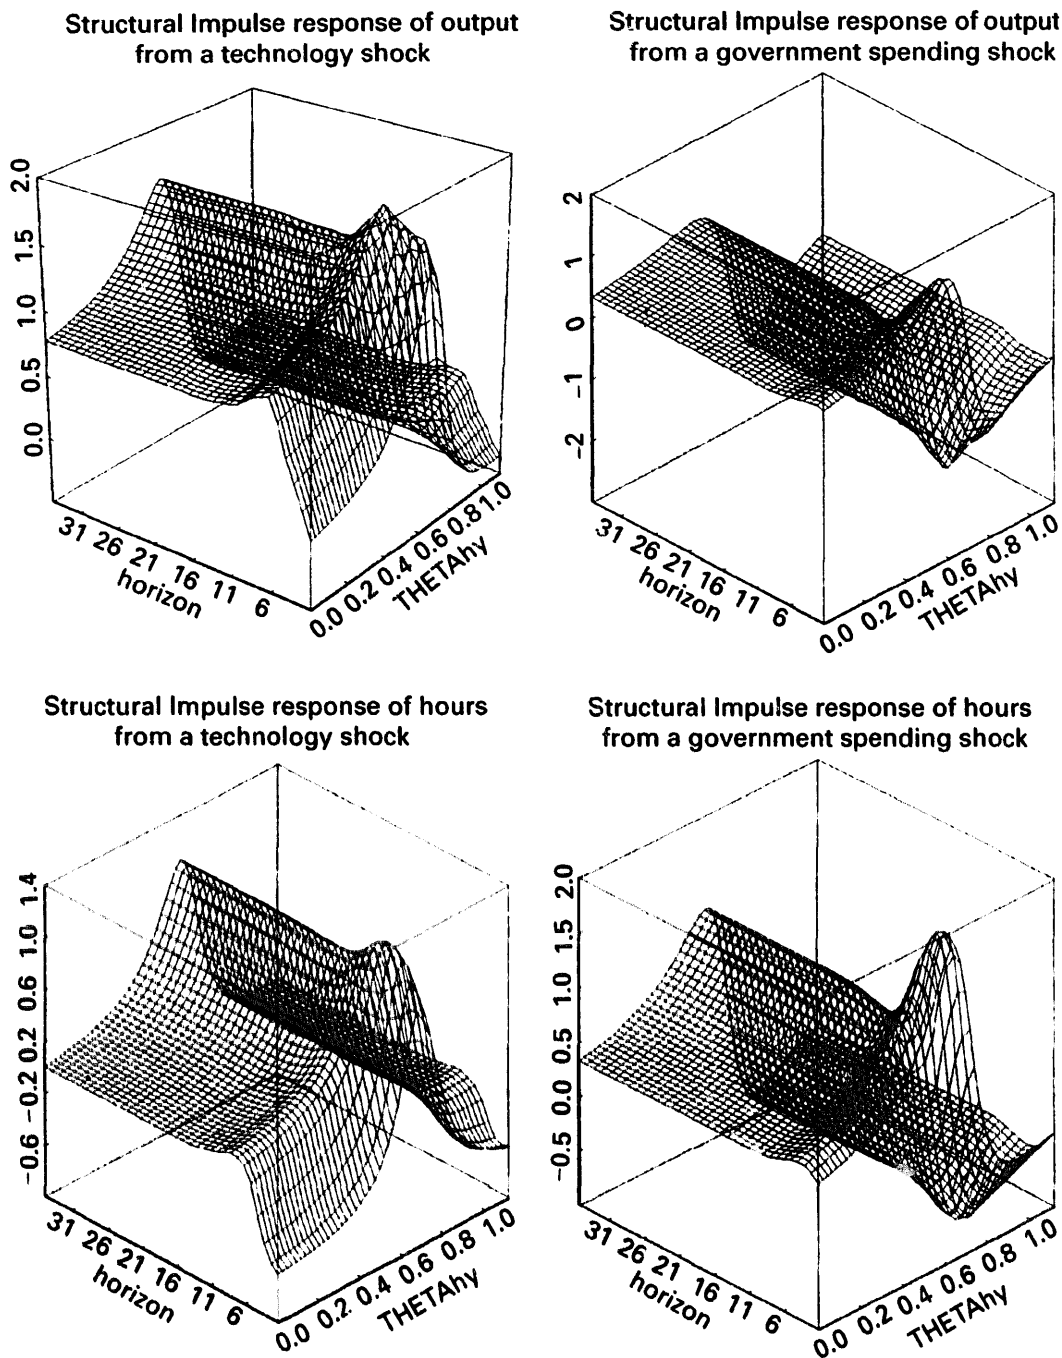 Structural Impulse response of output
from a technology shock
2.0
1.5
1.0
0.5
0.0
31 26 21 16 11 6
horizon
0.0 0.2 0.4 0.6 0.8 1.0
THETAhy
Structural Impulse response of output
from a government spending shock
2
1
0
-1
-2
31 26 21 16 11 6
horizon
0.0 0.2 0.4 0.6 0.8 1.0
THETAhy
Structural Impulse response of hours
from a technology shock
1.4
1.0
0.6
0.2
-0.2
-0.6
31 26 21 16 11 6
horizon
0.0 0.2 0.4 0.6 0.8 1.0
THETAhy
Structural Impulse response of hours
from a government spending shock
2.0
1.5
1.0
0.5
0.0
-0.5
31 26 21 16 11 6
horizon
0.0 0.2 0.4 0.6 0.8 1.0
THETAhy